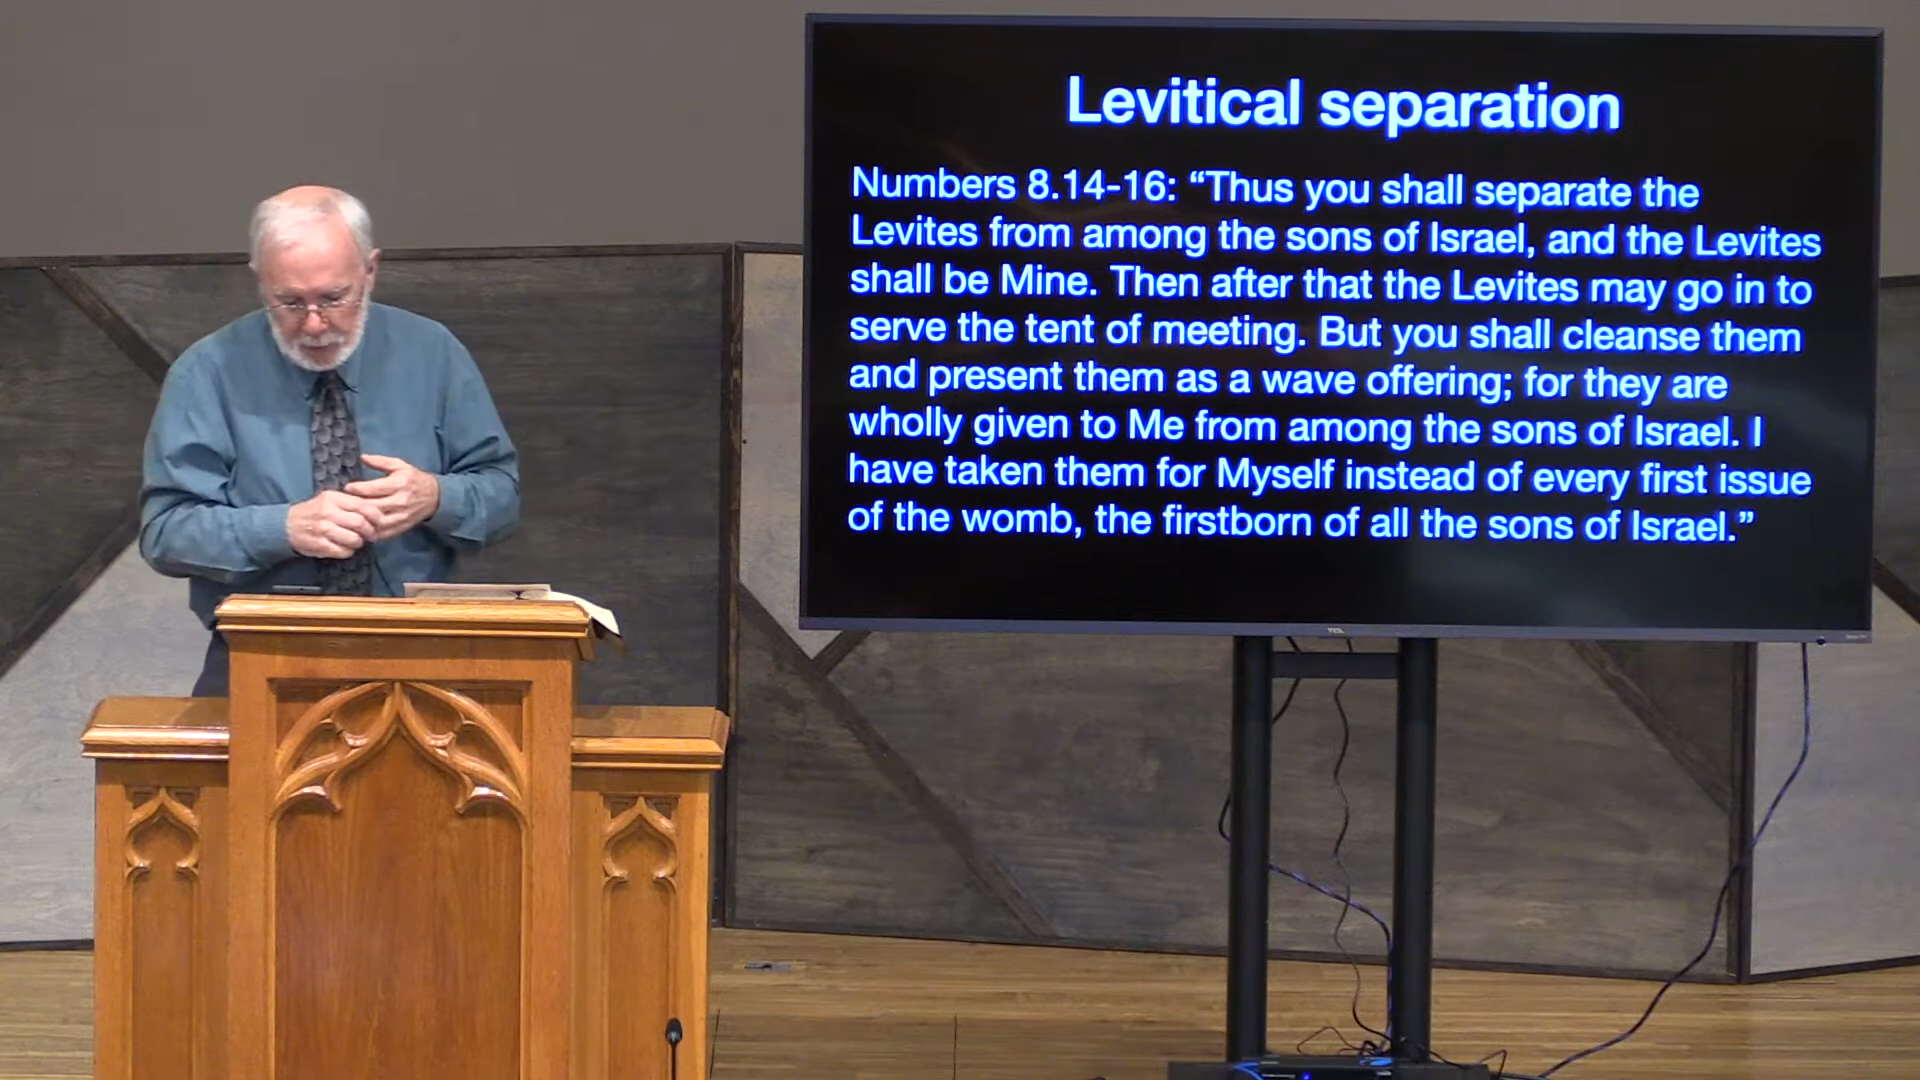 Levitical separation
Numbers 8.14-16: “Thus you shall separate the
Levites from among the sons of Israel, and the Levites
shall be Mine. Then after that the Levites may go in to
serve the tent of meeting. But you shall cleanse them
and present them as a wave offering; for they are
wholly given to Me from among the sons of Israel. I
have taken them for Myself instead of every first issue
of the womb, the firstborn of all the sons of Israel.”
TCL